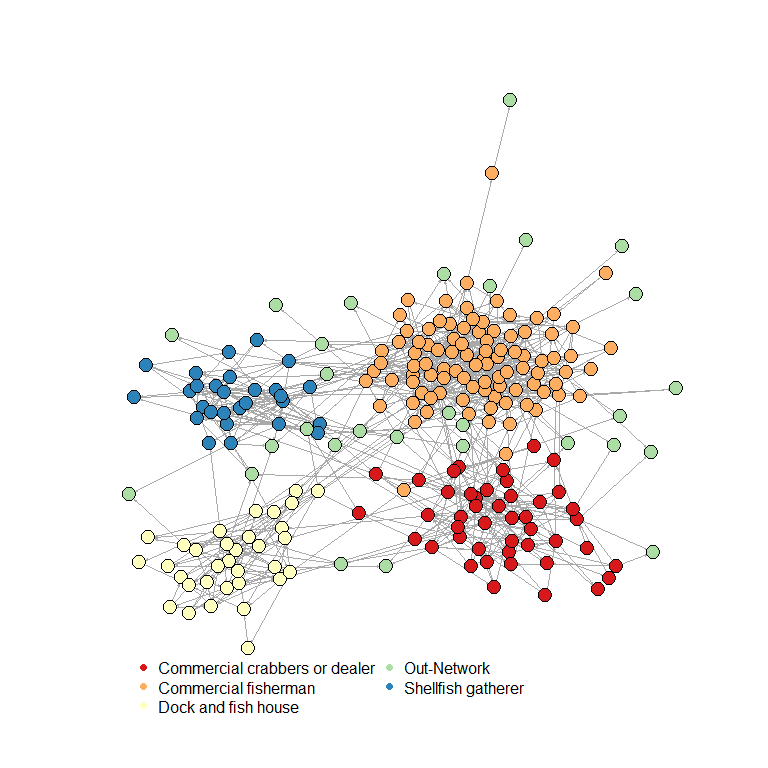 Commercial crabbers or dealer
Out-Network
Commercial fisherman
Shellfish gatherer
Dock and fish house